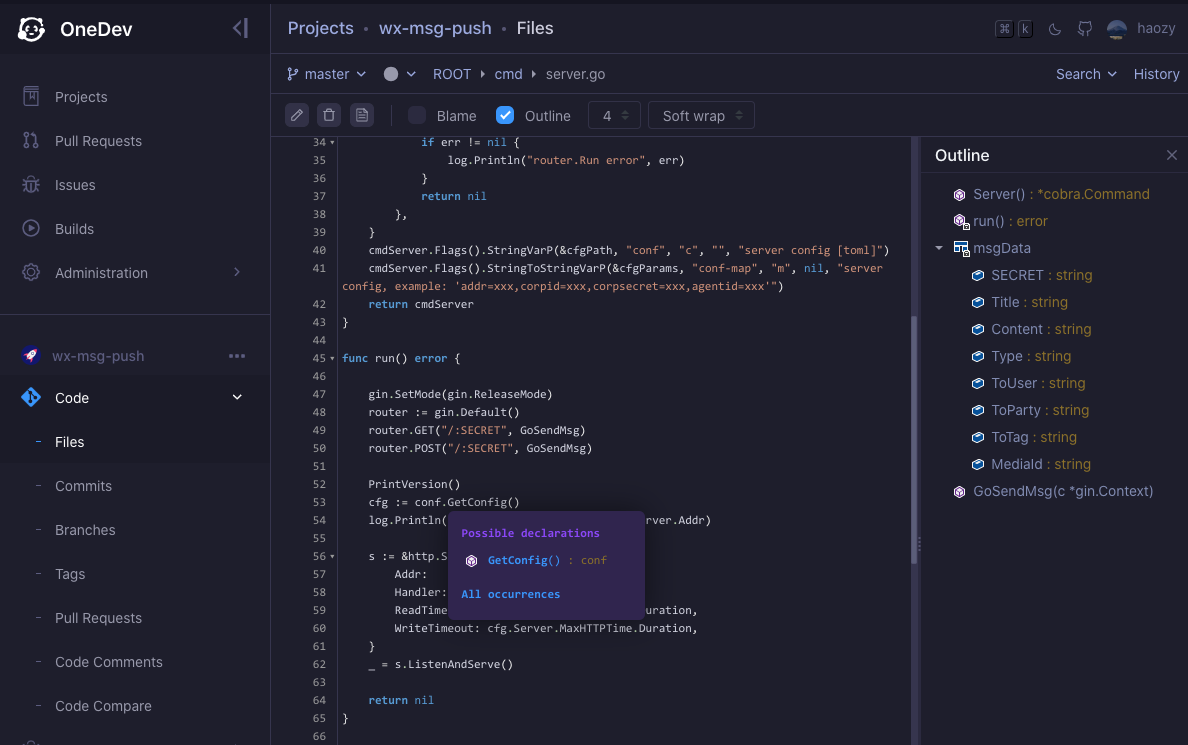 OneDev
Projects
Pull Requests
Issues
Builds
Administration
wx-msg-push
Code
Files
Commits
Branches
Tags
Pull Requests
Code Comments
Code Compare
Projects wx-msg-push Files
⌘ k haozy
master ROOT cmd server.go
Search History
Blame Outline 4 Soft wrap
34 if err != nil {
35 log.Println("router.Run error", err)
36 }
37 return nil
38 },
39 }
40 cmdServer.Flags().StringVarP(&cfgPath, "conf", "c", "", "server config [toml]")
41 cmdServer.Flags().StringToStringVarP(&cfgParams, "conf-map", "m", nil, "server
config, example: 'addr=xxx,corpid=xxx,corpsecret=xxx,agentid=xxx'")
42 return cmdServer
43 }
44
45 func run() error {
46
47 gin.SetMode(gin.ReleaseMode)
48 router := gin.Default()
49 router.GET("/:SECRET", GoSendMsg)
50 router.POST("/:SECRET", GoSendMsg)
51
52 PrintVersion()
53 cfg := conf.GetConfig()
54 log.Println( rver.Addr)
55
56 s := &http.S
57 Addr:
58 Handler:
59 ReadTime uration,
60 WriteTimeout: cfg.Server.MaxHTTPTime.Duration,
61 }
62 _ = s.ListenAndServe()
63
64 return nil
65 }
66
Possible declarations
GetConfig() : conf
All occurrences
Outline
Server() : *cobra.Command
run() : error
msgData
SECRET : string
Title : string
Content : string
Type : string
ToUser : string
ToParty : string
ToTag : string
MediaId : string
GoSendMsg(c *gin.Context)